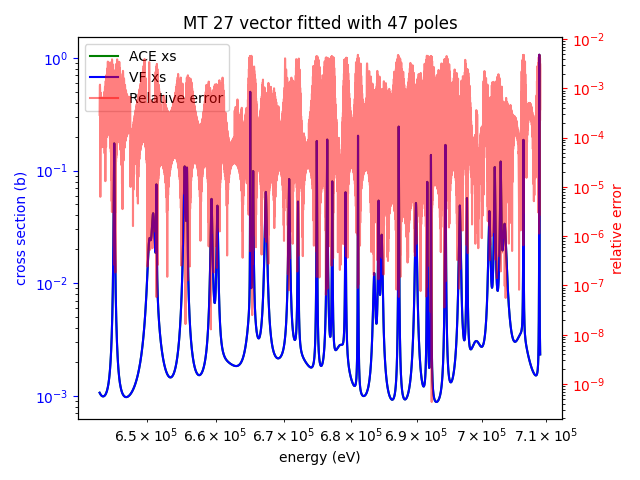 MT 27 vector fitted with 47 poles
ACE xs
VF xs
Relative error
cross section (b)
10⁰
10⁻¹
10⁻²
10⁻³
relative error
10⁻²
10⁻³
10⁻⁴
10⁻⁵
10⁻⁶
10⁻⁷
10⁻⁸
10⁻⁹
6.5 × 10⁵ 6.6 × 10⁵ 6.7 × 10⁵ 6.8 × 10⁵ 6.9 × 10⁵ 7 × 10⁵ 7.1 × 10⁵
energy (eV)